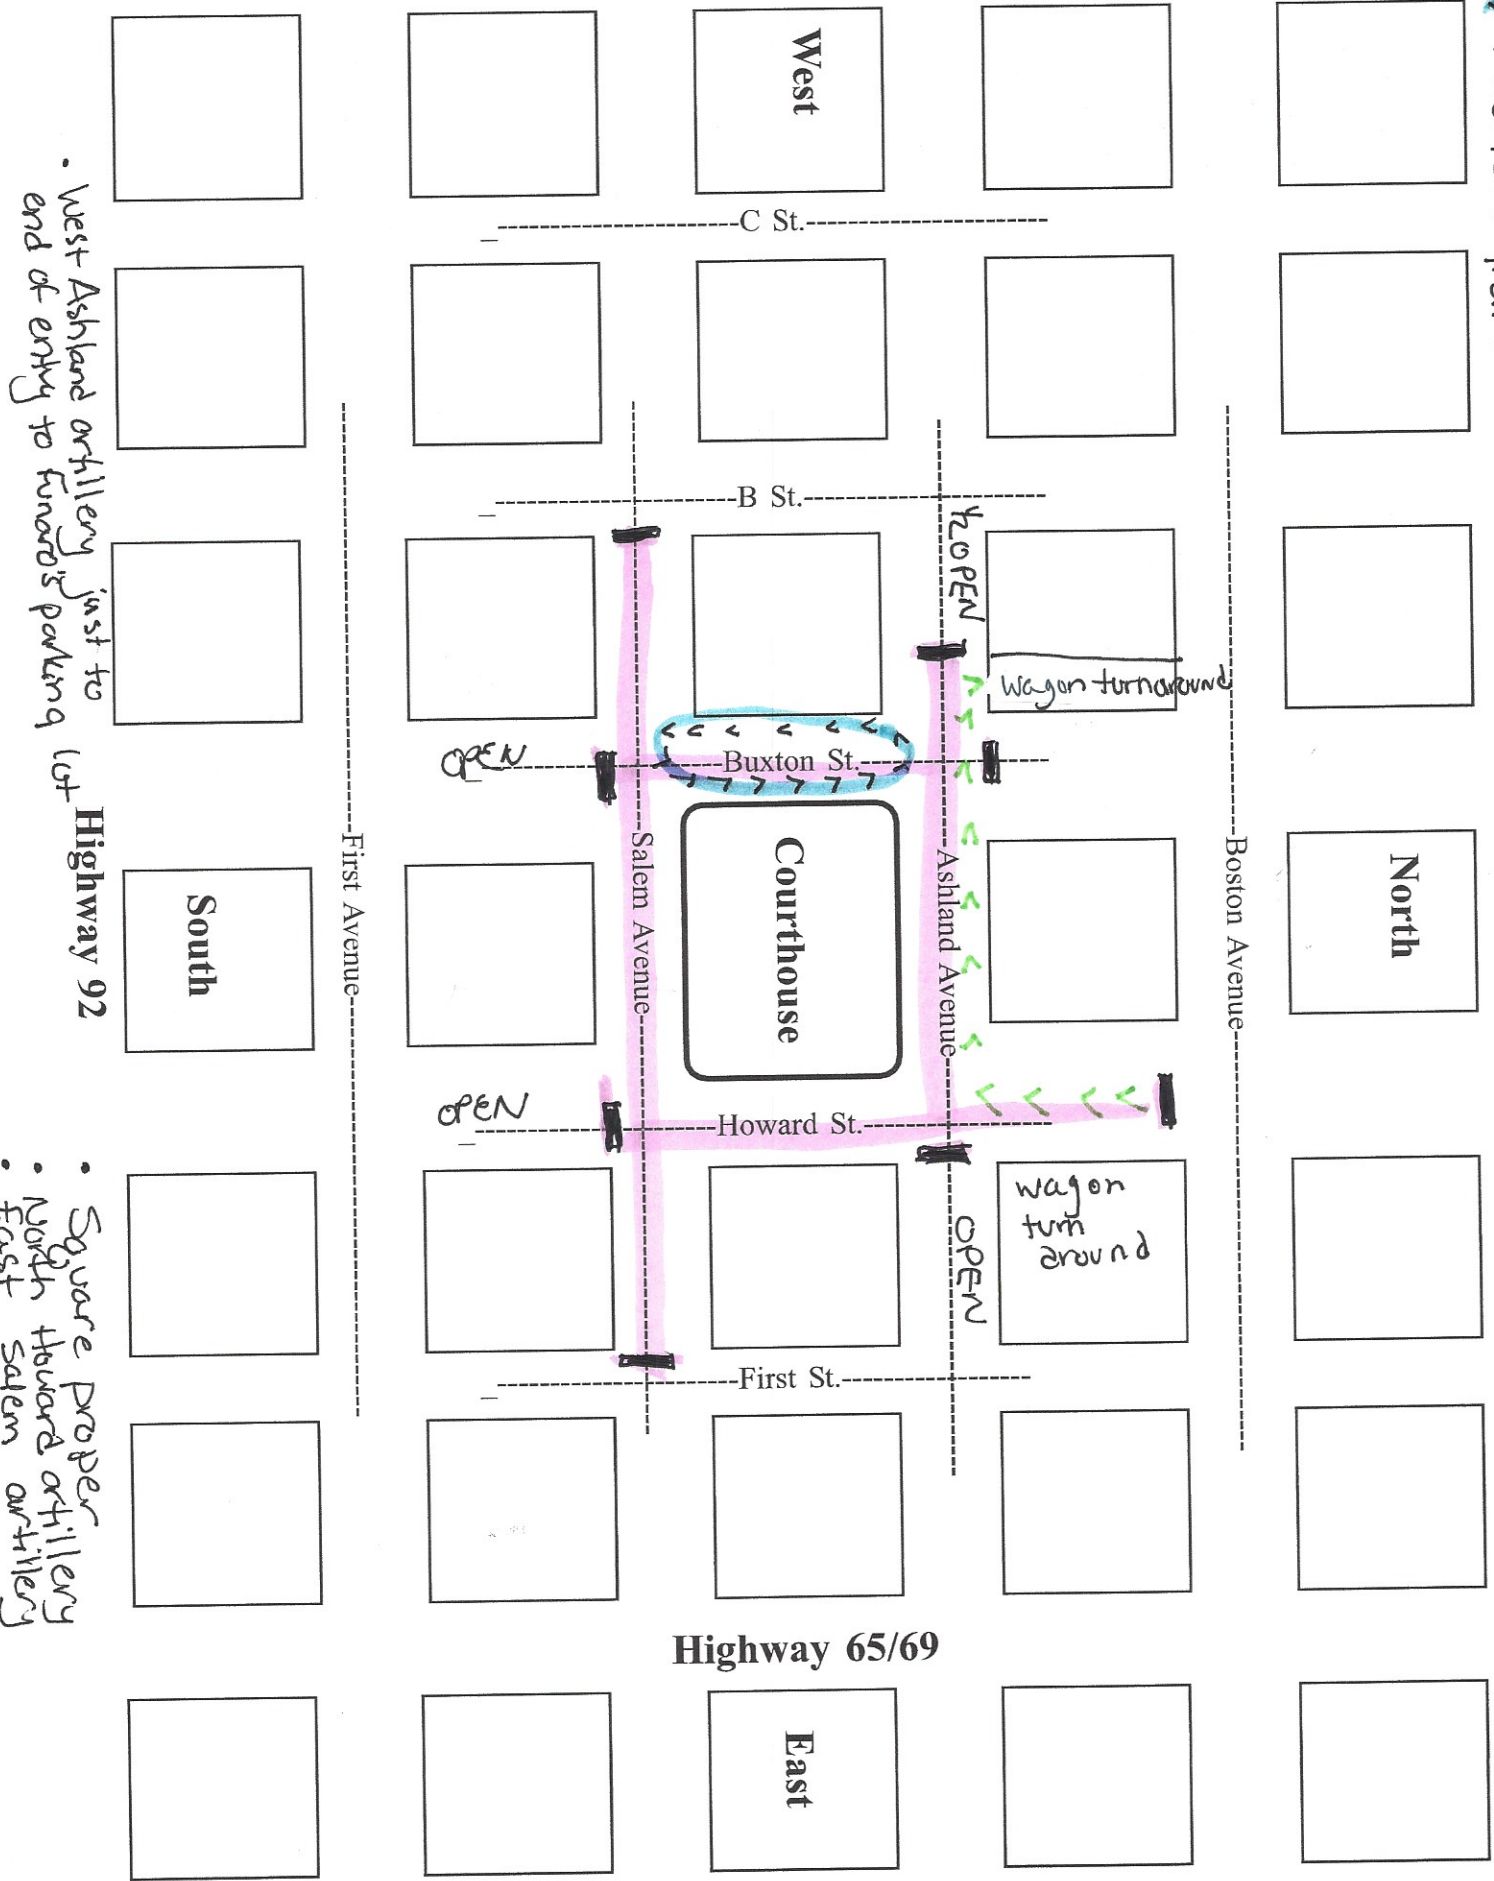 West
C St.
B St.
½ OPEN
wagon turnaround
OPEN
Buxton St.
Salem Avenue
Courthouse
Ashland Avenue
First Avenue
Boston Avenue
South
North
Highway 92
OPEN
Howard St.
wagon
turn
around
OPEN
First St.
Highway 65/69
East
• West Ashland artillery just to
end of entry to Funaro's parking lot
• Square proper
• North Howard artillery
• East Salem artillery